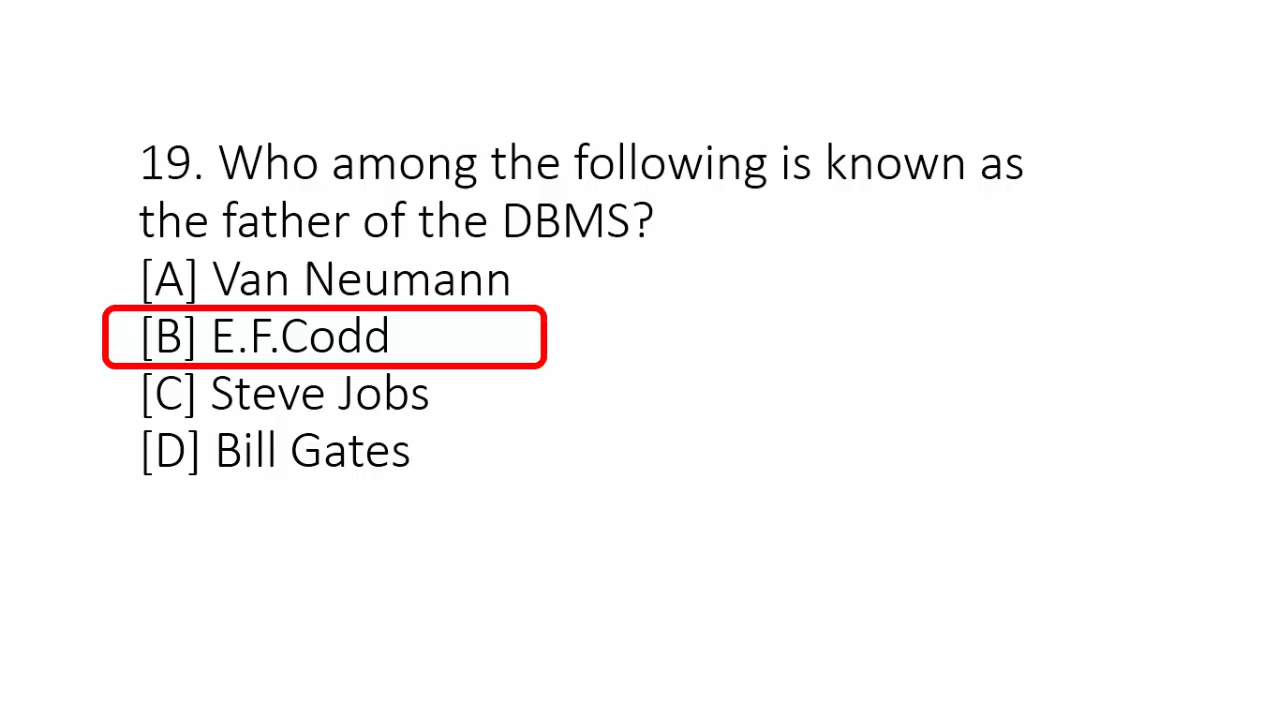 19. Who among the following is known as
the father of the DBMS?
[A] Van Neumann
[B] E.F.Codd
[C] Steve Jobs
[D] Bill Gates